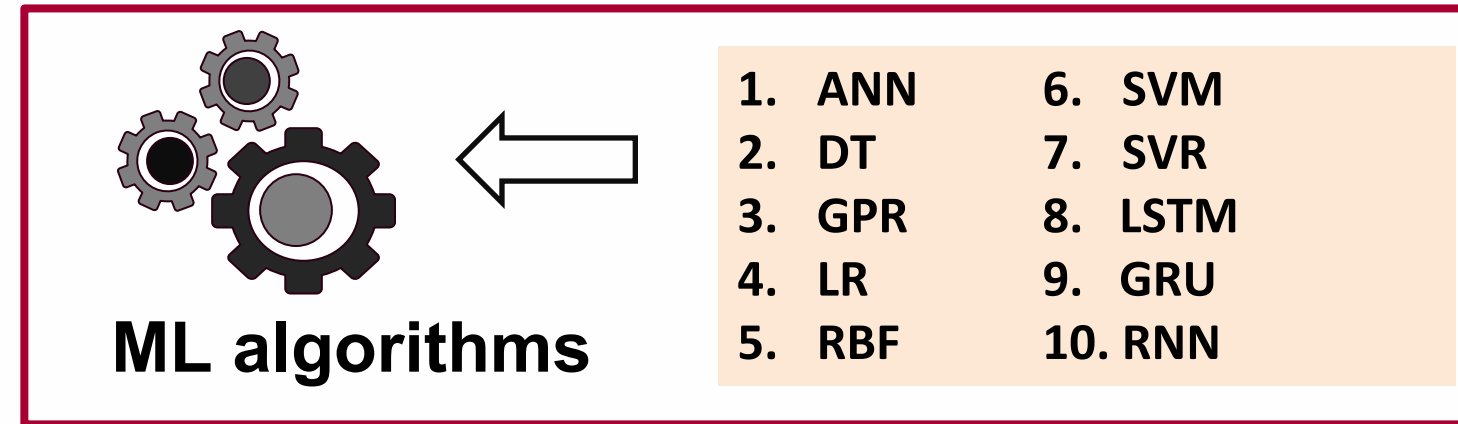 ML algorithms
1. ANN
2. DT
3. GPR
4. LR
5. RBF
6. SVM
7. SVR
8. LSTM
9. GRU
10. RNN